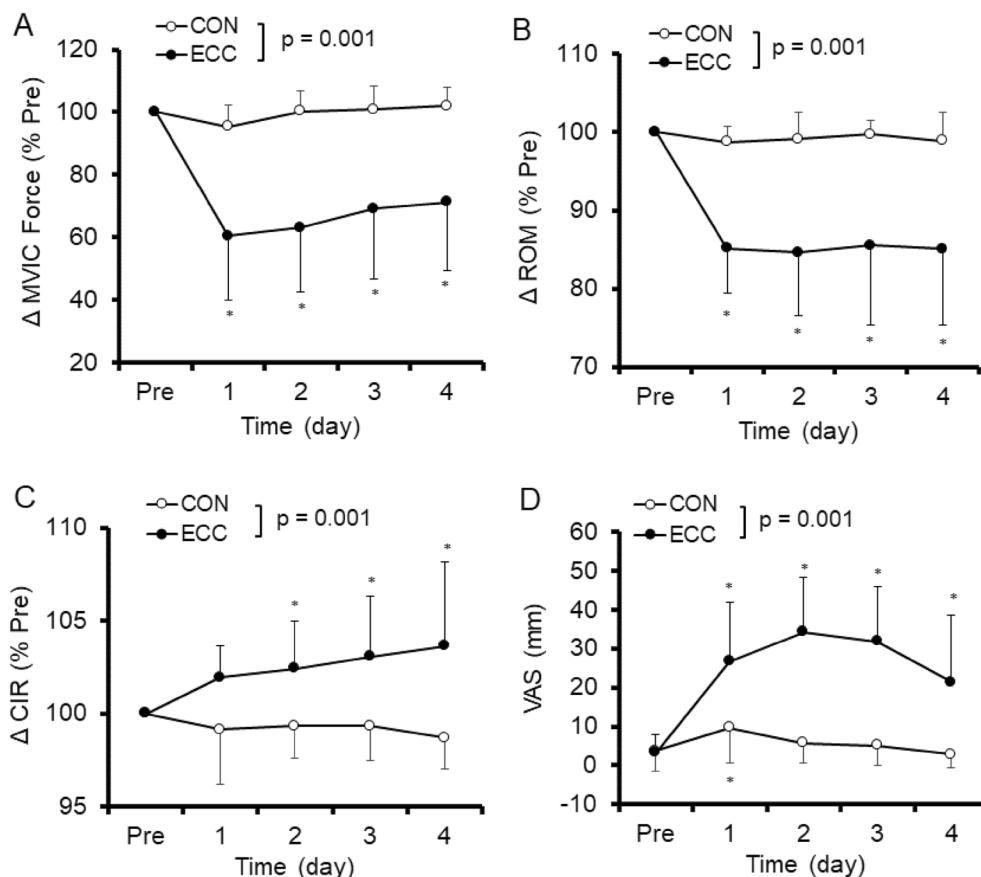 A
CON
ECC
p = 0.001
Δ MVIC Force (% Pre)
120
100
80
60
40
20
* * * *
Pre 1 2 3 4
Time (day)
B
CON
ECC
p = 0.001
Δ ROM (% Pre)
110
100
90
80
70
* * * *
Pre 1 2 3 4
Time (day)
C
CON
ECC
p = 0.001
Δ CIR (% Pre)
110
105
100
95
* * *
Pre 1 2 3 4
Time (day)
D
CON
ECC
p = 0.001
VAS (mm)
60
50
40
30
20
10
0
-10
* * * *
*
Pre 1 2 3 4
Time (day)